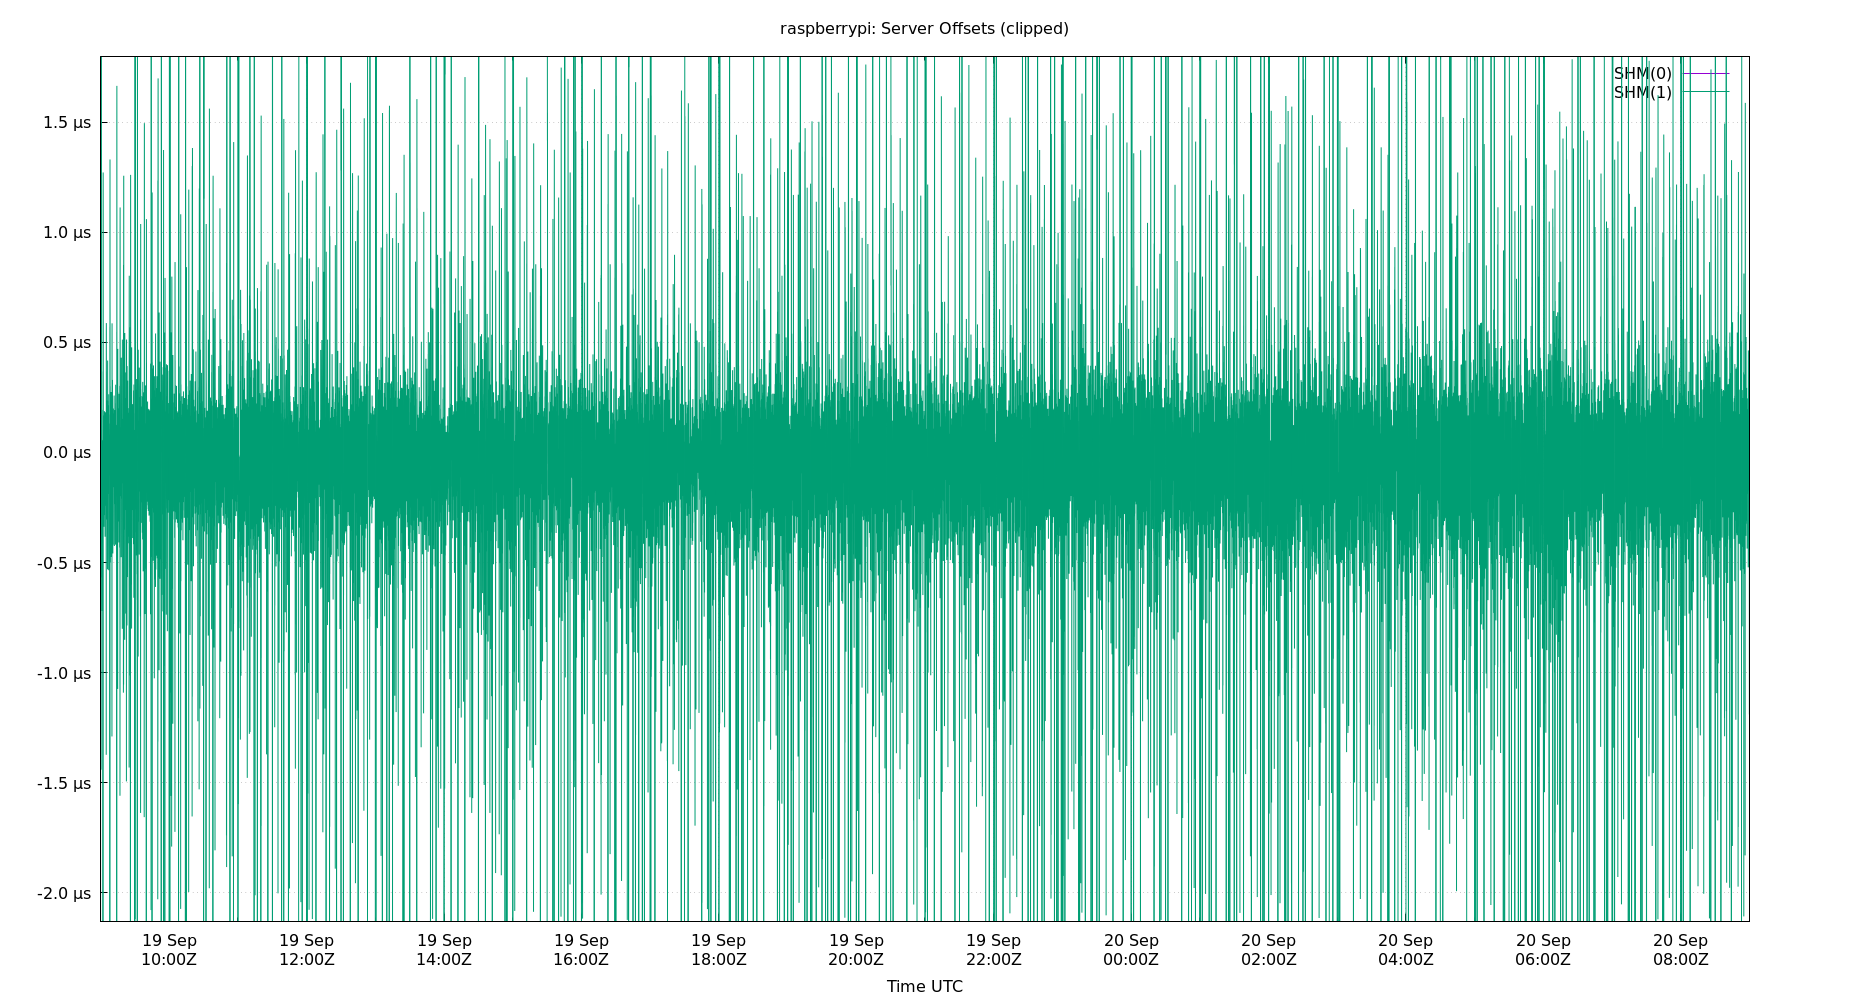 raspberrypi: Server Offsets (clipped)
SHM(0)
SHM(1)
1.5 µs
1.0 µs
0.5 µs
0.0 µs
-0.5 µs
-1.0 µs
-1.5 µs
-2.0 µs
19 Sep 19 Sep 19 Sep 19 Sep 19 Sep 19 Sep 19 Sep 20 Sep 20 Sep 20 Sep 20 Sep 20 Sep
10:00Z 12:00Z 14:00Z 16:00Z 18:00Z 20:00Z 22:00Z 00:00Z 02:00Z 04:00Z 06:00Z 08:00Z
Time UTC